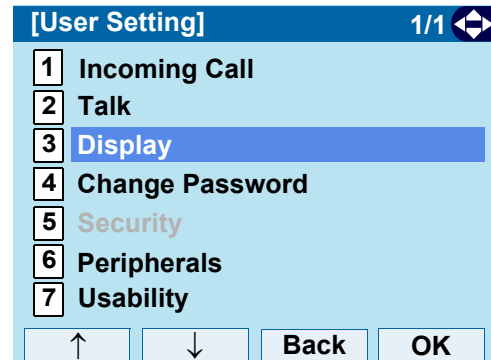 [User Setting] 1/1
1 Incoming Call
2 Talk
3 Display
4 Change Password
5 Security
6 Peripherals
7 Usability
↑ ↓ Back OK